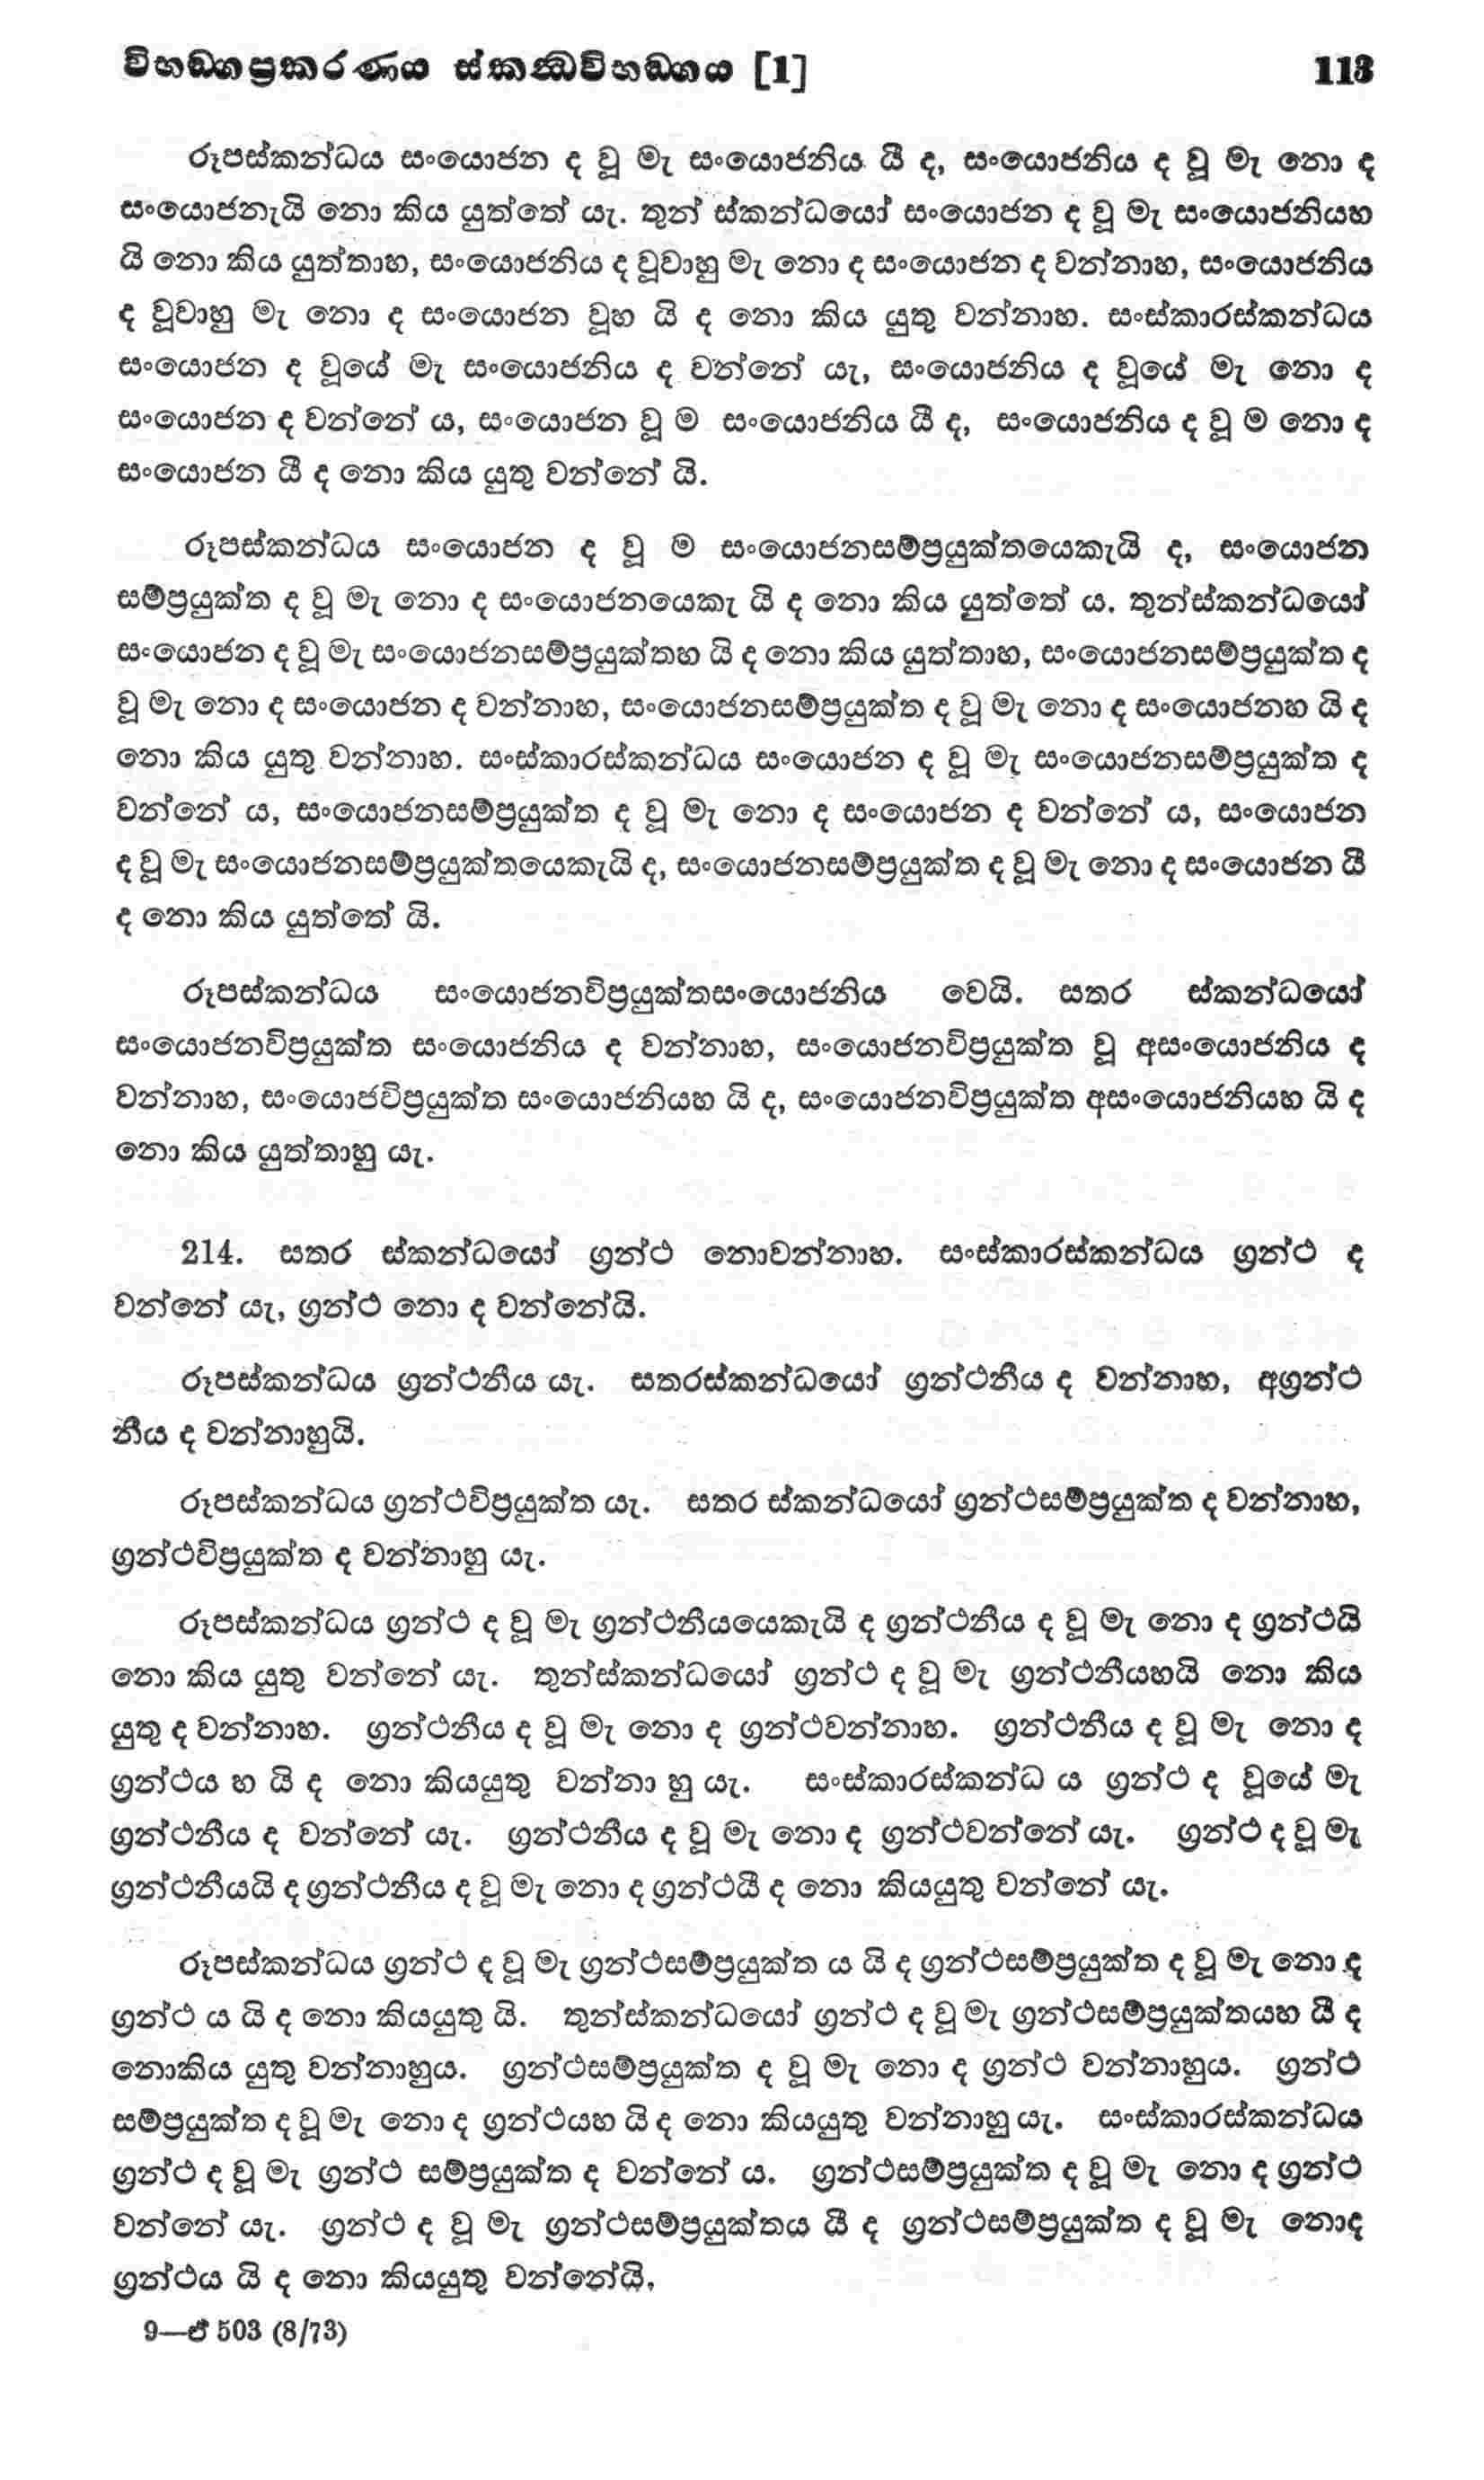 විභඞ්ගප්‍රකරණය ස්කන්‍ධවිභඞ්ගය [1] 113
රූපස්කන්ධය සංයොජන ද වූ මැ සංයොජනිය යී ද, සංයොජනිය ද වූ මැ නො ද
සංයොජනැයි නො කිය යුත්තේ යැ. තුන් ස්කන්ධයෝ සංයොජන ද වූ මැ සංයොජනියහ
යි නො කිය යුත්තාහ, සංයොජනිය ද වූවාහු මැ නො ද සංයොජන ද වන්නාහ, සංයොජනිය
ද වූවාහු මැ නො ද සංයොජන වූහ යි ද නො කිය යුතු වන්නාහ. සංස්කාරස්කන්ධය
සංයොජන ද වූයේ මැ සංයොජනිය ද වන්නේ යැ, සංයොජනිය ද වූයේ මැ නො ද
සංයොජන ද වන්නේ ය, සංයොජන වූ ම සංයොජනිය යී ද, සංයොජනිය ද වූ ම නො ද
සංයොජන යී ද නො කිය යුතු වන්නේ යි.
රූපස්කන්ධය සංයොජන ද වූ ම සංයොජනසම්ප්‍රයුක්තයෙකැයි ද, සංයොජන
සම්ප්‍රයුක්ත ද වූ මැ නො ද සංයොජනයෙකැ යි ද නො කිය යුත්තේ ය. තුන්ස්කන්ධයෝ
සංයොජන ද වූ මැ සංයොජනසම්ප්‍රයුක්තහ යි ද නො කිය යුත්තාහ, සංයොජනසම්ප්‍රයුක්ත ද
වූ මැ නො ද සංයොජන ද වන්නාහ, සංයොජනසම්ප්‍රයුක්ත ද වූ මැ නො ද සංයොජනහ යි ද
නො කිය යුතු වන්නාහ. සංස්කාරස්කන්ධය සංයොජන ද වූ මැ සංයොජනසම්ප්‍රයුක්ත ද
වන්නේ ය, සංයොජනසම්ප්‍රයුක්ත ද වූ මැ නො ද සංයොජන ද වන්නේ ය, සංයොජන
ද වූ මැ සංයොජනසම්ප්‍රයුක්තයෙකැයි ද, සංයොජනසම්ප්‍රයුක්ත ද වූ මැ නො ද සංයොජන යී
ද නො කිය යුත්තේ යි.
රූපස්කන්ධය සංයොජනවිප්‍රයුක්තසංයොජනිය වෙයි. සතර ස්කන්ධයෝ
සංයොජනවිප්‍රයුක්ත සංයොජනිය ද වන්නාහ, සංයොජනවිප්‍රයුක්ත වූ අසංයොජනිය ද
වන්නාහ, සංයොජවිප්‍රයුක්ත සංයොජනියහ යි ද, සංයොජනවිප්‍රයුක්ත අසංයොජනියහ යි ද
නො කිය යුත්තාහු යැ.
214. සතර ස්කන්ධයෝ ග්‍රන්ථ නොවන්නාහ. සංස්කාරස්කන්ධය ග්‍රන්ථ ද
වන්නේ යැ, ග්‍රන්ථ නො ද වන්නේයි.
රූපස්කන්ධය ග්‍රන්ථනීය යැ. සතරස්කන්ධයෝ ග්‍රන්ථනීය ද වන්නාහ, අග්‍රන්ථ
නීය ද වන්නාහුයි.
රූපස්කන්ධය ග්‍රන්ථවිප්‍රයුක්ත යැ. සතර ස්කන්ධයෝ ග්‍රන්ථසම්ප්‍රයුක්ත ද වන්නාහ,
ග්‍රන්ථවිප්‍රයුක්ත ද වන්නාහු යැ.
රූපස්කන්ධය ග්‍රන්ථ ද වූ මැ ග්‍රන්ථනීයයෙකැයි ද ග්‍රන්ථනීය ද වූ මැ නො ද ග්‍රන්ථයි
නො කිය යුතු වන්නේ යැ. තුන්ස්කන්ධයෝ ග්‍රන්ථ ද වූ මැ ග්‍රන්ථනීයහයි නො කිය
යුතු ද වන්නාහ. ග්‍රන්ථනීය ද වූ මැ නො ද ග්‍රන්ථවන්නාහ. ග්‍රන්ථනීය ද වූ මැ නො ද
ග්‍රන්ථය හ යි ද නො කියයුතු වන්නා හු යැ. සංස්කාරස්කන්ධ ය ග්‍රන්ථ ද වූයේ මැ
ග්‍රන්ථනීය ද වන්නේ යැ. ග්‍රන්ථනීය ද වූ මැ නො ද ග්‍රන්ථවන්නේ යැ. ග්‍රන්ථ ද වූ මැ
ග්‍රන්ථනීයයි ද ග්‍රන්ථනීය ද වූ මැ නො ද ග්‍රන්ථයී ද නො කියයුතු වන්නේ යැ.
රූපස්කන්ධය ග්‍රන්ථ ද වූ මැ ග්‍රන්ථසම්ප්‍රයුක්ත ය යි ද ග්‍රන්ථසම්ප්‍රයුක්ත ද වූ මැ නො ද
ග්‍රන්ථ ය යි ද නො කියයුතු යි. තුන්ස්කන්ධයෝ ග්‍රන්ථ ද වූ මැ ග්‍රන්ථසම්ප්‍රයුක්තයහ යී ද
නොකිය යුතු වන්නාහුය. ග්‍රන්ථසම්ප්‍රයුක්ත ද වූ මැ නො ද ග්‍රන්ථ වන්නාහුය. ග්‍රන්ථ
සම්ප්‍රයුක්ත ද වූ මැ නො ද ග්‍රන්ථයහ යි ද නො කියයුතු වන්නාහු යැ. සංස්කාරස්කන්ධය
ග්‍රන්ථ ද වූ මැ ග්‍රන්ථ සම්ප්‍රයුක්ත ද වන්නේ ය. ග්‍රන්ථසම්ප්‍රයුක්ත ද වූ මැ නො ද ග්‍රන්ථ
වන්නේ යැ. ග්‍රන්ථ ද වූ මැ ග්‍රන්ථසම්ප්‍රයුක්තය යී ද ග්‍රන්ථසම්ප්‍රයුක්ත ද වූ මැ නොද
ග්‍රන්ථය යි ද නො කියයුතු වන්නේයි.
9—ඒ 503 (8/73)